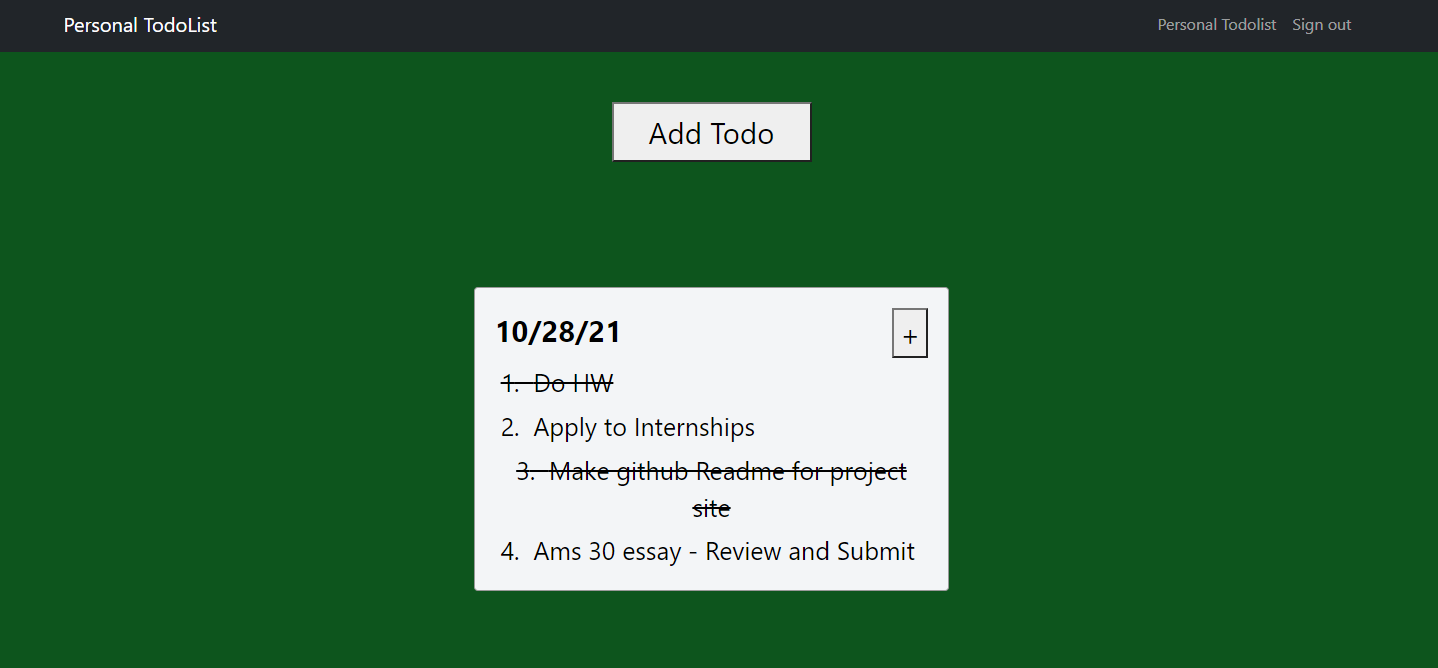 Personal TodoList
Personal Todolist
Sign out
Add Todo
10/28/21
+
1. Do HW
2. Apply to Internships
3. Make github Readme for project
site
4. Ams 30 essay - Review and Submit